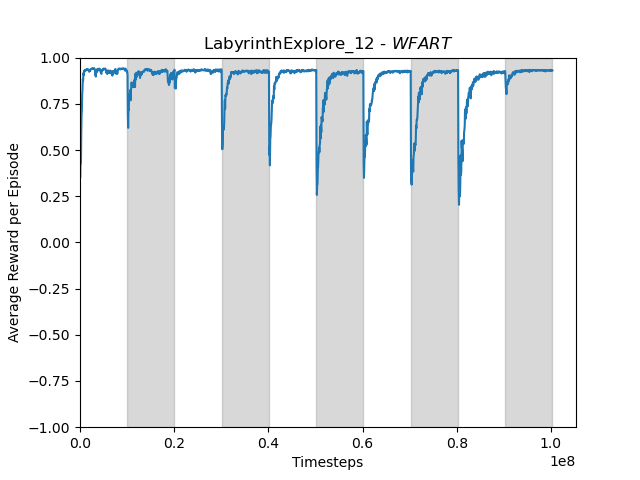 LabyrinthExplore_12 - WFART
Average Reward per Episode
1.00
0.75
0.50
0.25
0.00
−0.25
−0.50
−0.75
−1.00
0.0 0.2 0.4 0.6 0.8 1.0
1e8
Timesteps